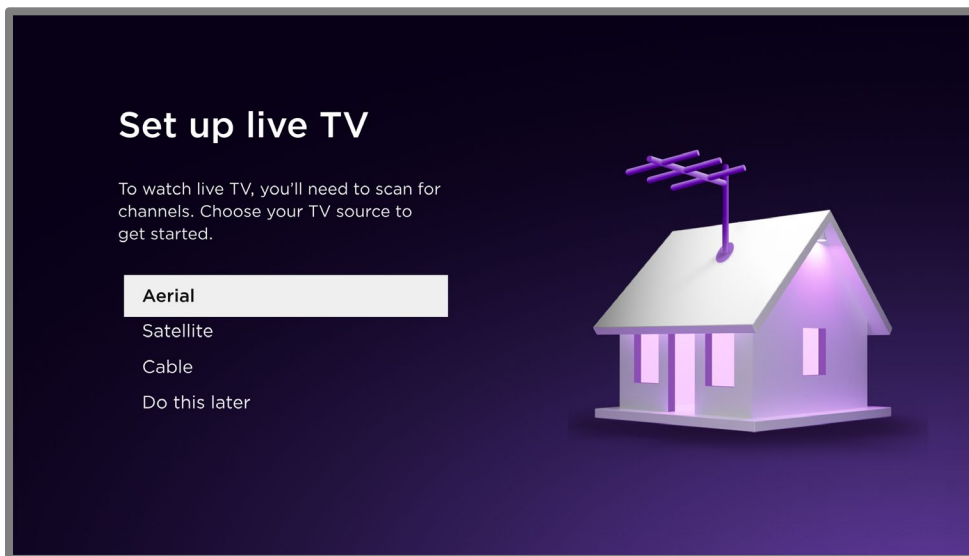 Set up live TV
To watch live TV, you’ll need to scan for
channels. Choose your TV source to
get started.
Aerial
Satellite
Cable
Do this later